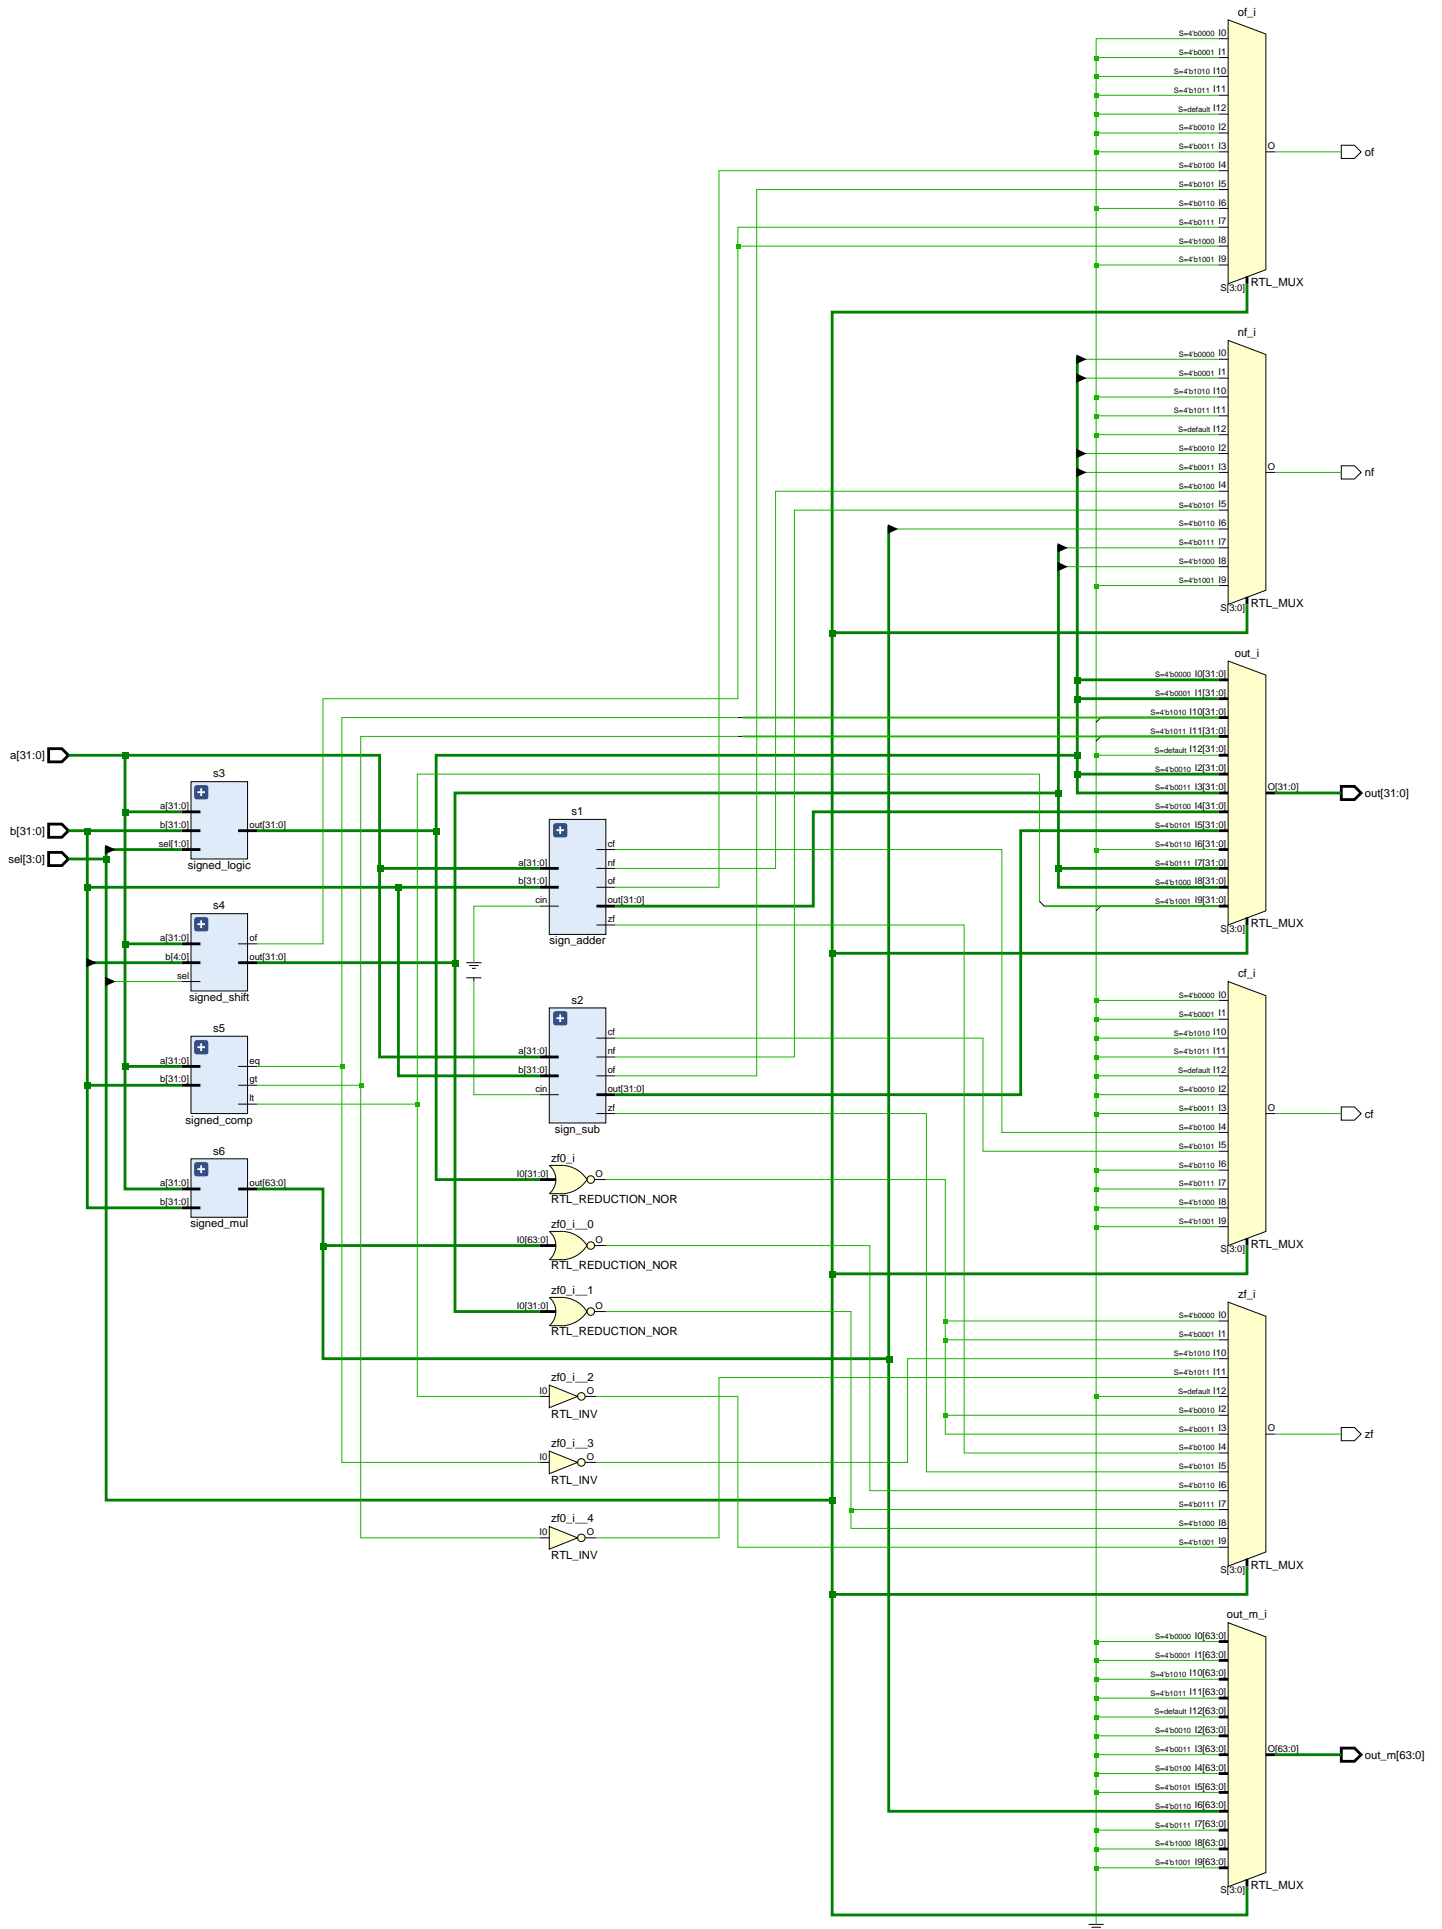 of_i
S=4'b0000 I0
S=4'b0001 I1
S=4'b1010 I10
S=4'b1011 I11
S=default I12
S=4'b0010 I2
S=4'b0011 I3
S=4'b0100 I4
S=4'b0101 I5
S=4'b0110 I6
S=4'b0111 I7
S=4'b1000 I8
S=4'b1001 I9
S[3:0]
O
RTL_MUX
of
nf_i
S=4'b0000 I0
S=4'b0001 I1
S=4'b1010 I10
S=4'b1011 I11
S=default I12
S=4'b0010 I2
S=4'b0011 I3
S=4'b0100 I4
S=4'b0101 I5
S=4'b0110 I6
S=4'b0111 I7
S=4'b1000 I8
S=4'b1001 I9
S[3:0]
O
RTL_MUX
nf
out_i
S=4'b0000 I0[31:0]
S=4'b0001 I1[31:0]
S=4'b1010 I10[31:0]
S=4'b1011 I11[31:0]
S=default I12[31:0]
S=4'b0010 I2[31:0]
S=4'b0011 I3[31:0]
S=4'b0100 I4[31:0]
S=4'b0101 I5[31:0]
S=4'b0110 I6[31:0]
S=4'b0111 I7[31:0]
S=4'b1000 I8[31:0]
S=4'b1001 I9[31:0]
S[3:0]
O[31:0]
RTL_MUX
out[31:0]
a[31:0]
b[31:0]
sel[3:0]
s3
a[31:0]
b[31:0]
sel[1:0]
out[31:0]
signed_logic
s4
a[31:0]
b[4:0]
sel
of
out[31:0]
signed_shift
s5
a[31:0]
b[31:0]
eq
gt
lt
signed_comp
s6
a[31:0]
b[31:0]
out[63:0]
signed_mul
s1
a[31:0]
b[31:0]
cin
cf
nf
of
out[31:0]
zf
sign_adder
s2
a[31:0]
b[31:0]
cin
cf
nf
of
out[31:0]
zf
sign_sub
zf0_i
I0[31:0]
O
RTL_REDUCTION_NOR
zf0_i__0
I0[63:0]
O
RTL_REDUCTION_NOR
zf0_i__1
I0[31:0]
O
RTL_REDUCTION_NOR
zf0_i__2
I0
O
RTL_INV
zf0_i__3
I0
O
RTL_INV
zf0_i__4
I0
O
RTL_INV
cf_i
S=4'b0000 I0
S=4'b0001 I1
S=4'b1010 I10
S=4'b1011 I11
S=default I12
S=4'b0010 I2
S=4'b0011 I3
S=4'b0100 I4
S=4'b0101 I5
S=4'b0110 I6
S=4'b0111 I7
S=4'b1000 I8
S=4'b1001 I9
S[3:0]
O
RTL_MUX
cf
zf_i
S=4'b0000 I0
S=4'b0001 I1
S=4'b1010 I10
S=4'b1011 I11
S=default I12
S=4'b0010 I2
S=4'b0011 I3
S=4'b0100 I4
S=4'b0101 I5
S=4'b0110 I6
S=4'b0111 I7
S=4'b1000 I8
S=4'b1001 I9
S[3:0]
O
RTL_MUX
zf
out_m_i
S=4'b0000 I0[63:0]
S=4'b0001 I1[63:0]
S=4'b1010 I10[63:0]
S=4'b1011 I11[63:0]
S=default I12[63:0]
S=4'b0010 I2[63:0]
S=4'b0011 I3[63:0]
S=4'b0100 I4[63:0]
S=4'b0101 I5[63:0]
S=4'b0110 I6[63:0]
S=4'b0111 I7[63:0]
S=4'b1000 I8[63:0]
S=4'b1001 I9[63:0]
S[3:0]
O[63:0]
RTL_MUX
out_m[63:0]